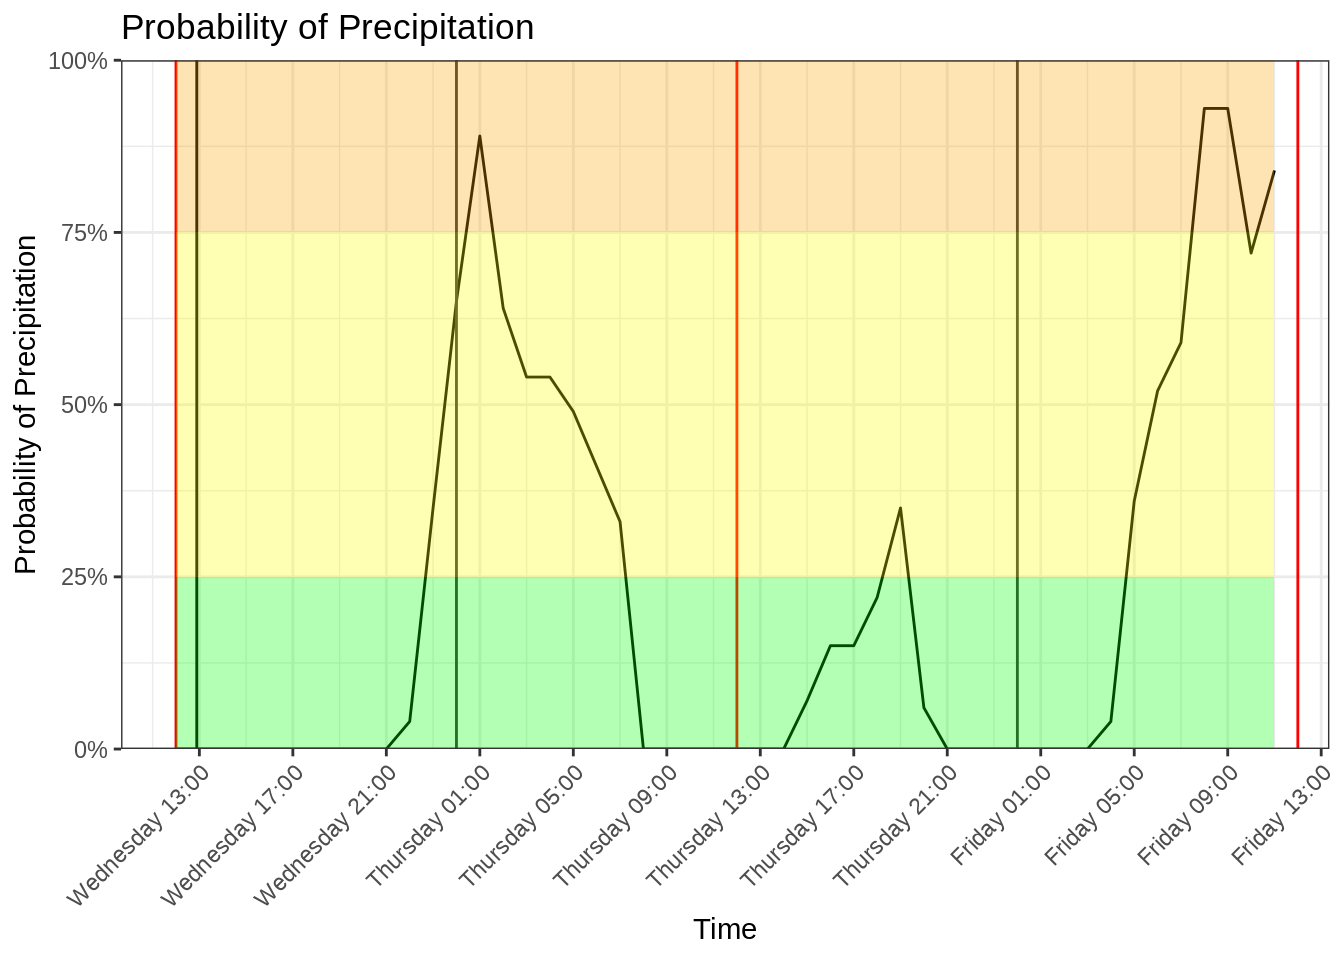 Probability of Precipitation
Probability of Precipitation
100%
75%
50%
25%
0%
Wednesday 13:00
Wednesday 17:00
Wednesday 21:00
Thursday 01:00
Thursday 05:00
Thursday 09:00
Thursday 13:00
Thursday 17:00
Thursday 21:00
Friday 01:00
Friday 05:00
Friday 09:00
Friday 13:00
Time